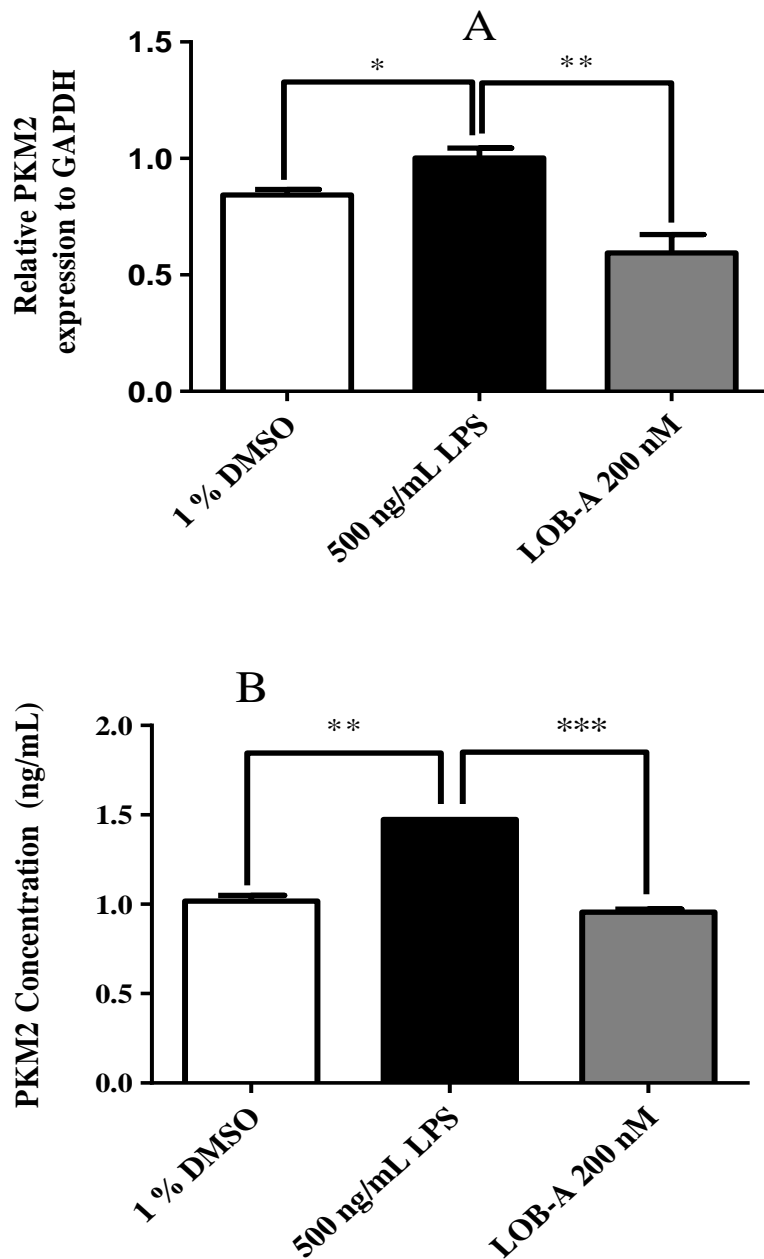 A
1.5
1.0
0.5
0.0
Relative PKM2
expression to GAPDH
*
**
1 % DMSO
500 ng/mL LPS
LOB-A 200 nM
B
2.0
1.5
1.0
0.5
0.0
PKM2 Concentration (ng/mL)
**
***
1 % DMSO
500 ng/mL LPS
LOB-A 200 nM